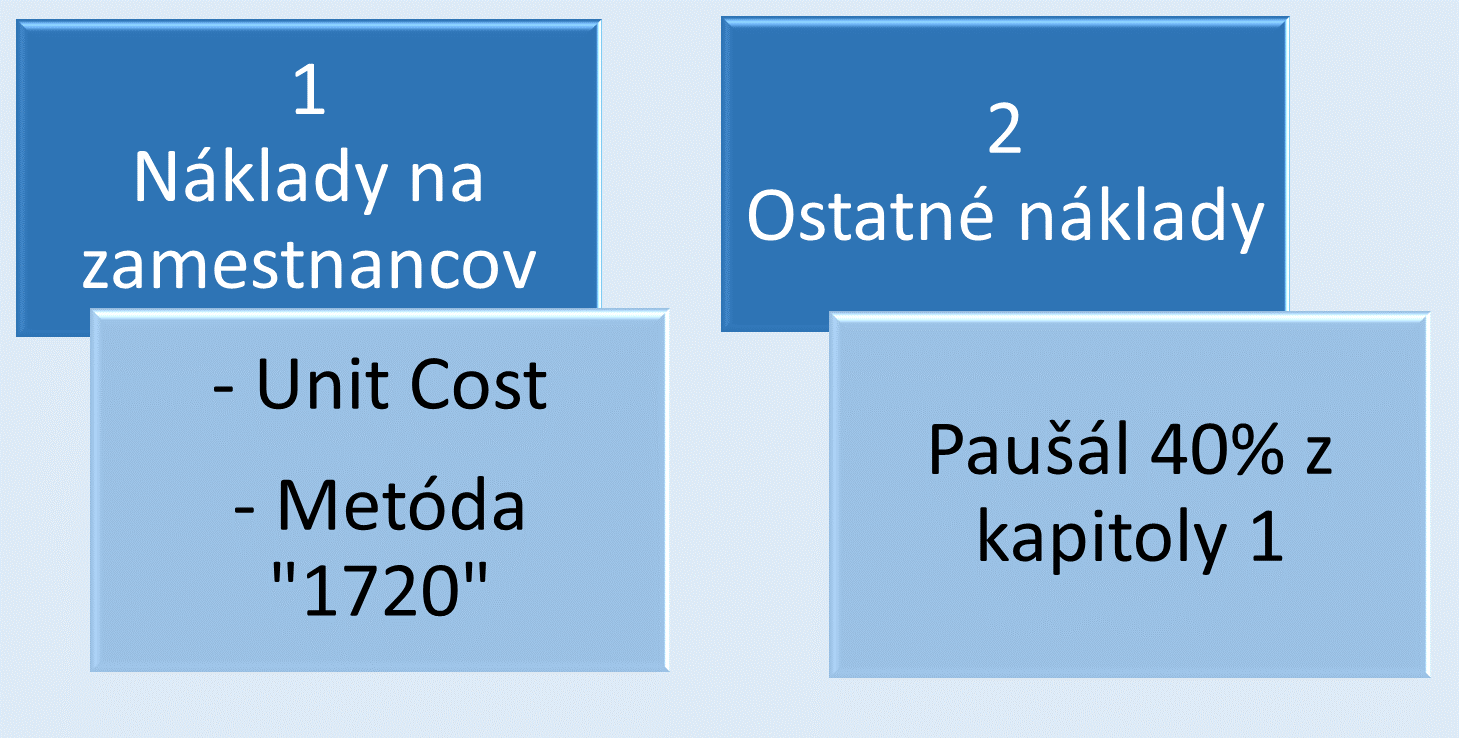 1
Náklady na
zamestnancov
- Unit Cost
- Metóda
"1720"
2
Ostatné náklady
Paušál 40% z
kapitoly 1